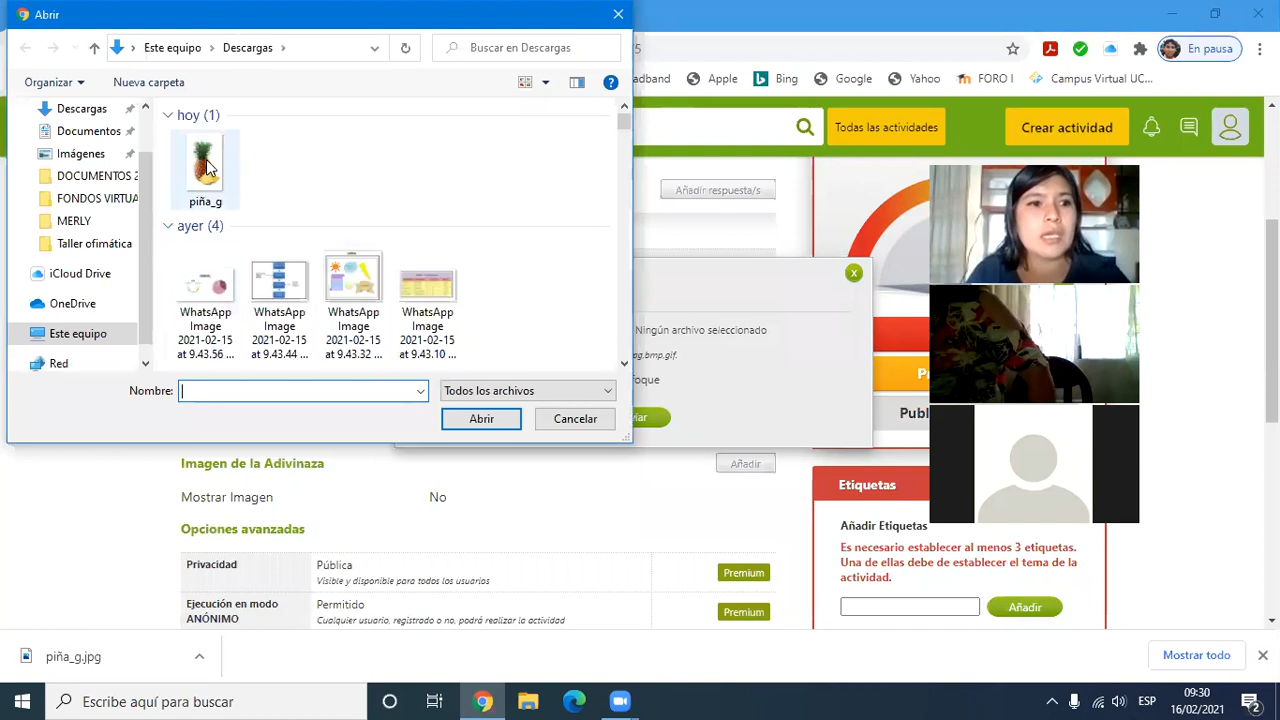 Abrir
Este equipo
Descargas
Buscar en Descargas
En pausa
Organizar
Nueva carpeta
Apple
Bing
Google
Yahoo
FORO I
Campus Virtual UC...
Descargas
Documentos
Imágenes
DOCUMENTOS 2
FONDOS VIRTUA
MERLY
Taller ofimática
iCloud Drive
OneDrive
Este equipo
Red
hoy (1)
piña_g
ayer (4)
WhatsApp Image 2021-02-15 at 9.43.56 ...
WhatsApp Image 2021-02-15 at 9.43.44 ...
WhatsApp Image 2021-02-15 at 9.43.32 ...
WhatsApp Image 2021-02-15 at 9.43.10 ...
Nombre:
Todos los archivos
Abrir
Cancelar
Todas las actividades
Crear actividad
Añadir respuesta/s
Ningún archivo seleccionado
Imagen de la Adivinaza
Añadir
Mostrar Imagen
No
Opciones avanzadas
Privacidad
Pública
Visible y disponible para todos los usuarios
Premium
Ejecución en modo ANÓNIMO
Permitido
Cualquier usuario, registrado o no, podrá realizar la actividad
Premium
Etiquetas
Añadir Etiquetas
Es necesario establecer al menos 3 etiquetas.
Una de ellas debe de establecer el tema de la
actividad.
Añadir
piña_g.jpg
Mostrar todo
Escribe aquí para buscar
ESP
09:30
16/02/2021
2